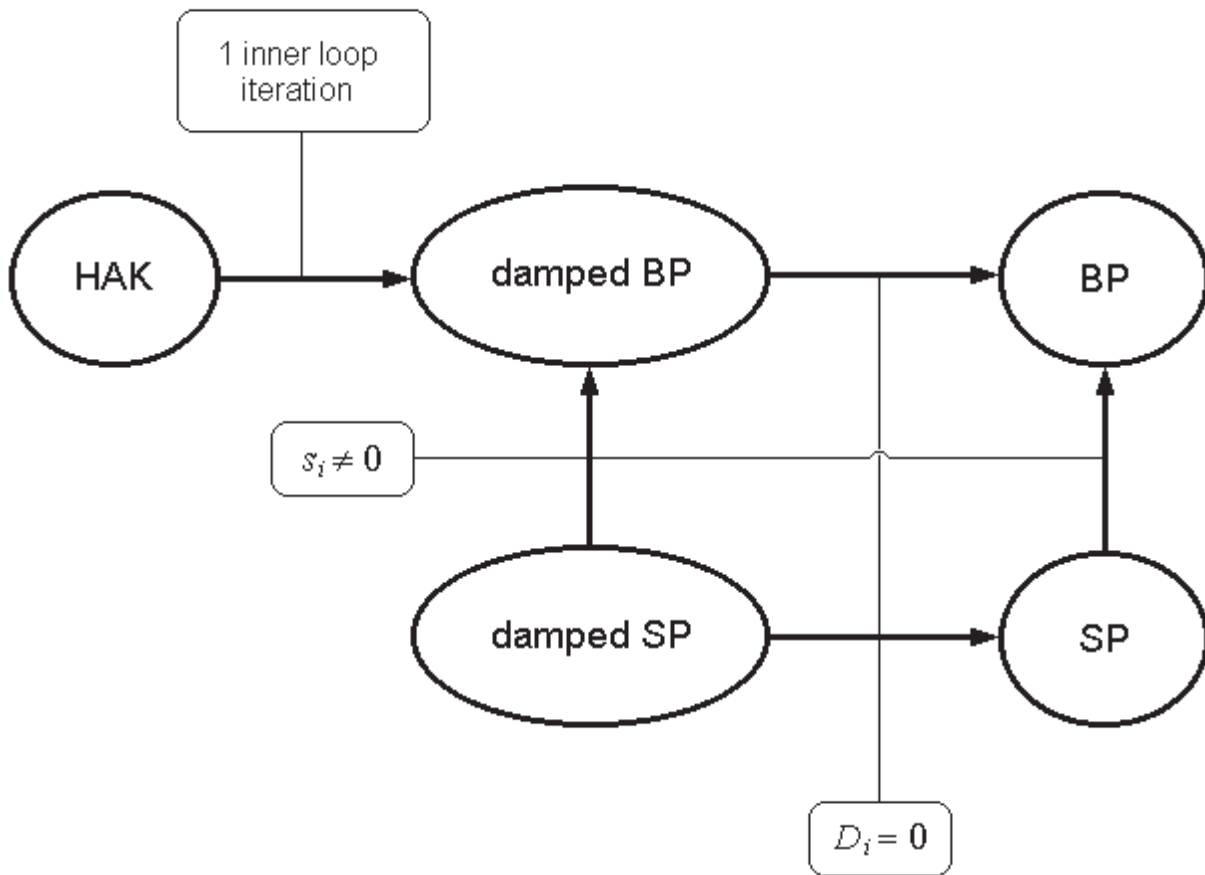 1 inner loop
iteration
HAK
damped BP
BP
s_i ≠ 0
damped SP
SP
D_i = 0